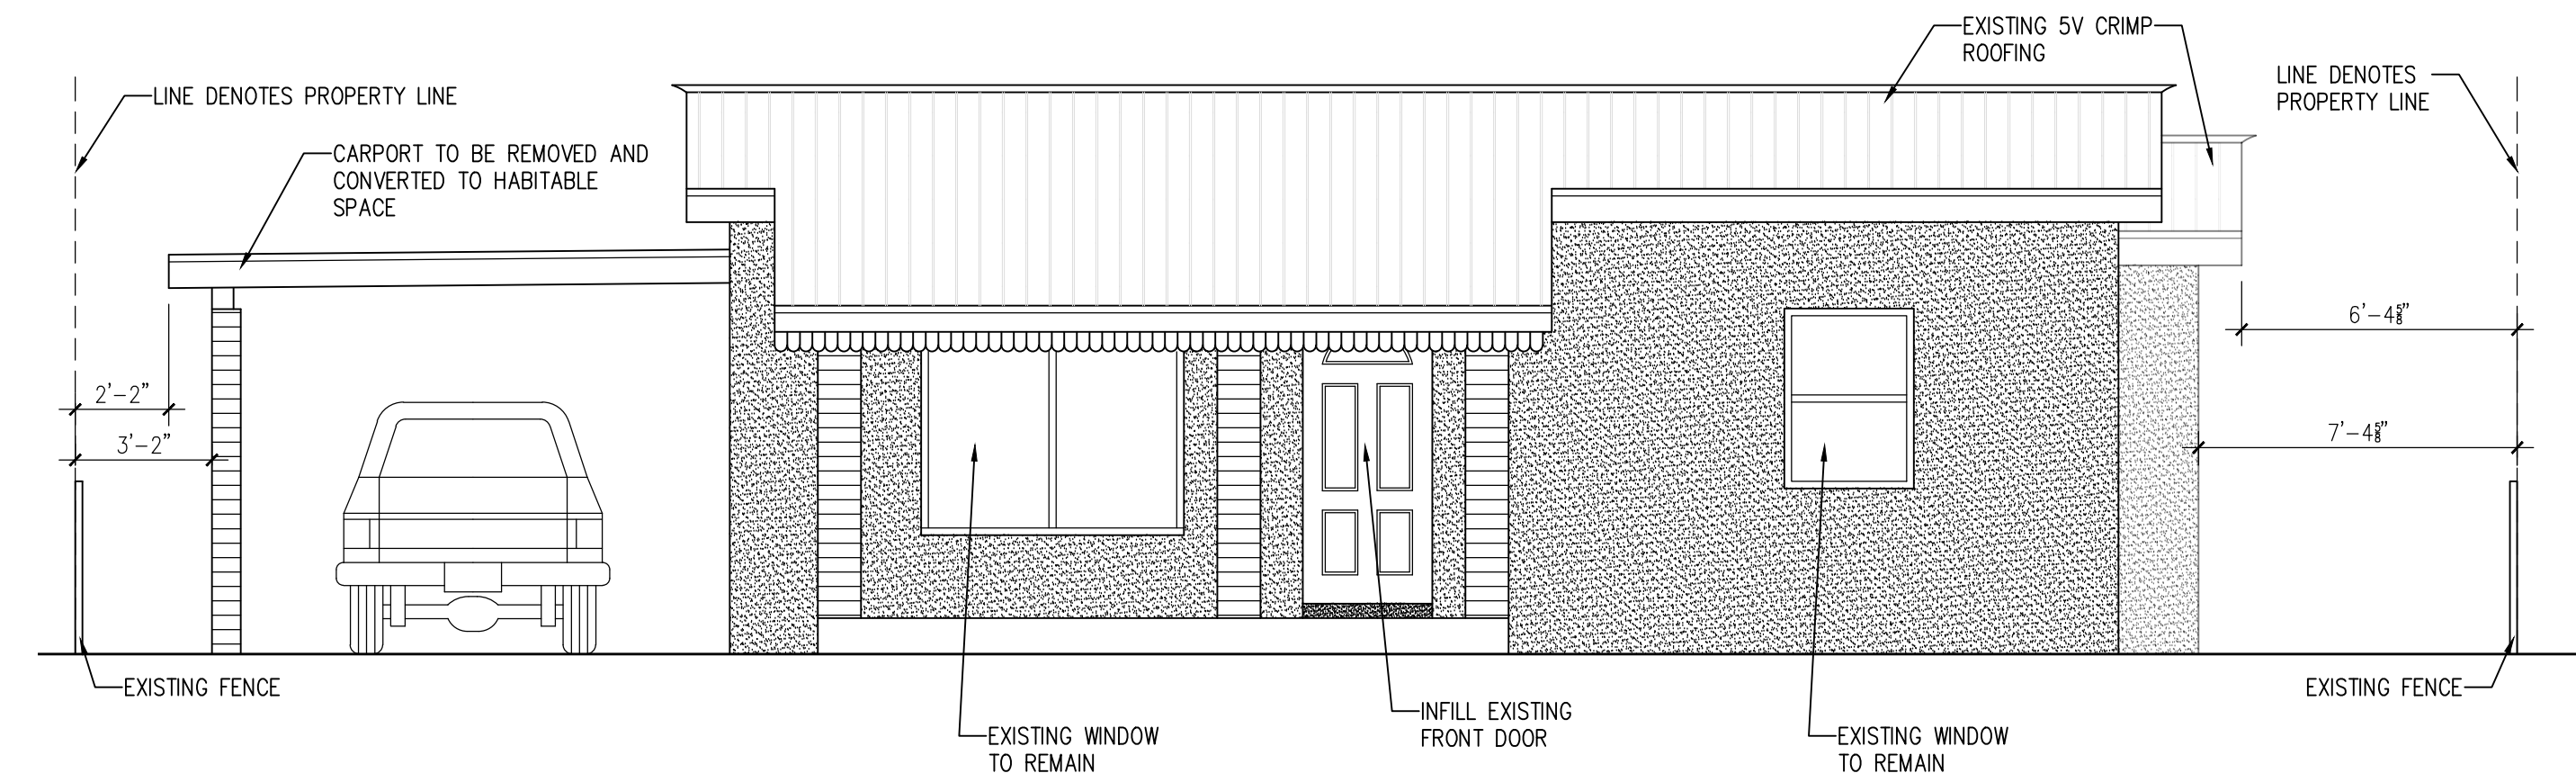 EXISTING 5V CRIMP
ROOFING
LINE DENOTES
PROPERTY LINE
LINE DENOTES PROPERTY LINE
CARPORT TO BE REMOVED AND
CONVERTED TO HABITABLE
SPACE
6'-4⅝"
2'-2"
3'-2"
7'-4⅝"
EXISTING FENCE
EXISTING FENCE
INFILL EXISTING
FRONT DOOR
EXISTING WINDOW
TO REMAIN
EXISTING WINDOW
TO REMAIN